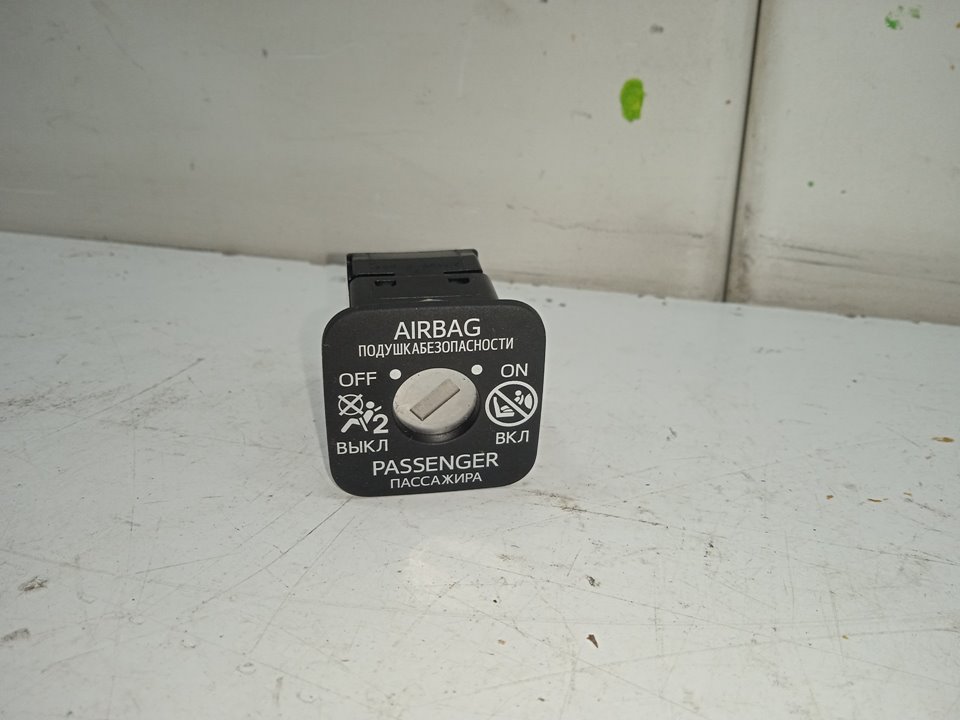 AIRBAG
ПОДУШКАБЕЗОПАСНОСТИ
OFF ON
2
ВЫКЛ ВКЛ
PASSENGER
ПАССАЖИРА